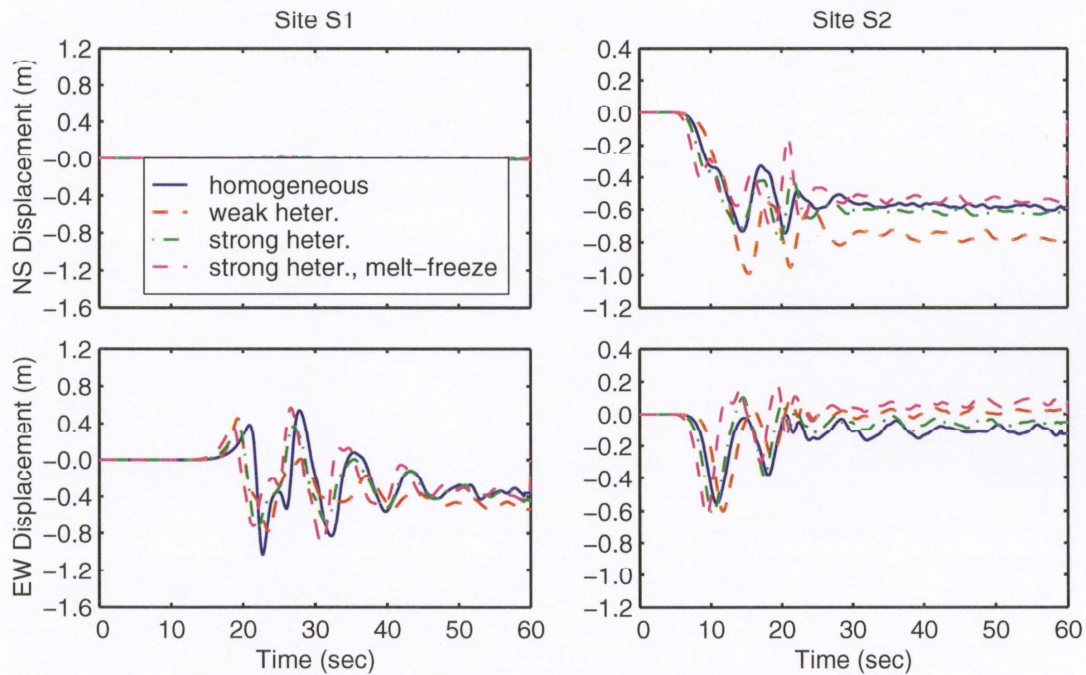 Site S1
Site S2
NS Displacement (m)
1.2
0.8
0.4
−0.0
−0.4
−0.8
−1.2
−1.6
homogeneous
weak heter.
strong heter.
strong heter., melt−freeze
0.4
0.2
0.0
−0.2
−0.4
−0.6
−0.8
−1.0
−1.2
EW Displacement (m)
1.2
0.8
0.4
−0.0
−0.4
−0.8
−1.2
−1.6
0 10 20 30 40 50 60
Time (sec)
0.4
0.2
0.0
−0.2
−0.4
−0.6
−0.8
−1.0
−1.2
0 10 20 30 40 50 60
Time (sec)